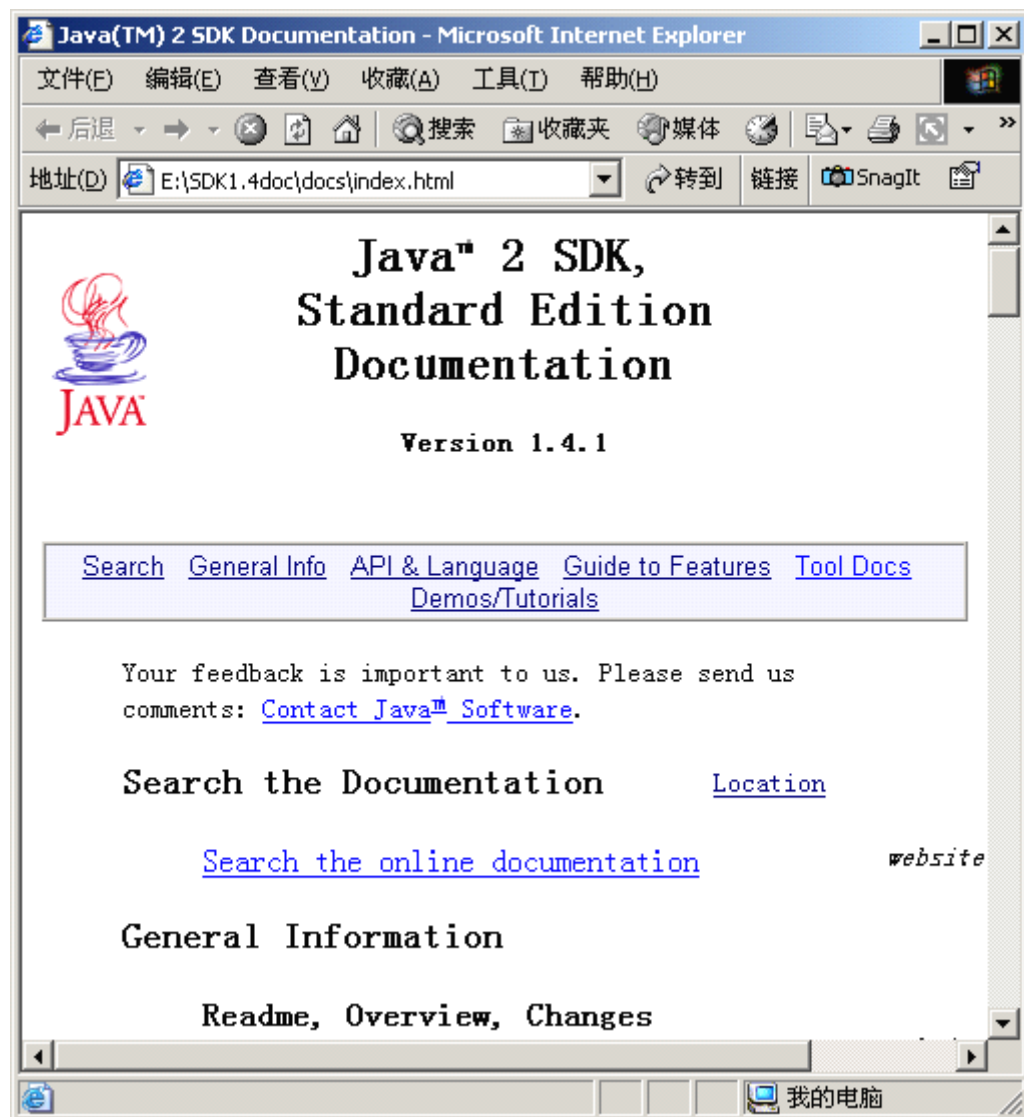 Java(TM) 2 SDK Documentation - Microsoft Internet Explorer
文件(F) 编辑(E) 查看(V) 收藏(A) 工具(T) 帮助(H)
后退 搜索 收藏夹 媒体 »
地址(D) E:\SDK1.4doc\docs\index.html 转到 链接 SnagIt
Java™ 2 SDK,
Standard Edition
Documentation
JAVA
Version 1.4.1
Search General Info API & Language Guide to Features Tool Docs
Demos/Tutorials
Your feedback is important to us. Please send us
comments: Contact Java™ Software.
Search the Documentation Location
Search the online documentation website
General Information
Readme, Overview, Changes
我的电脑